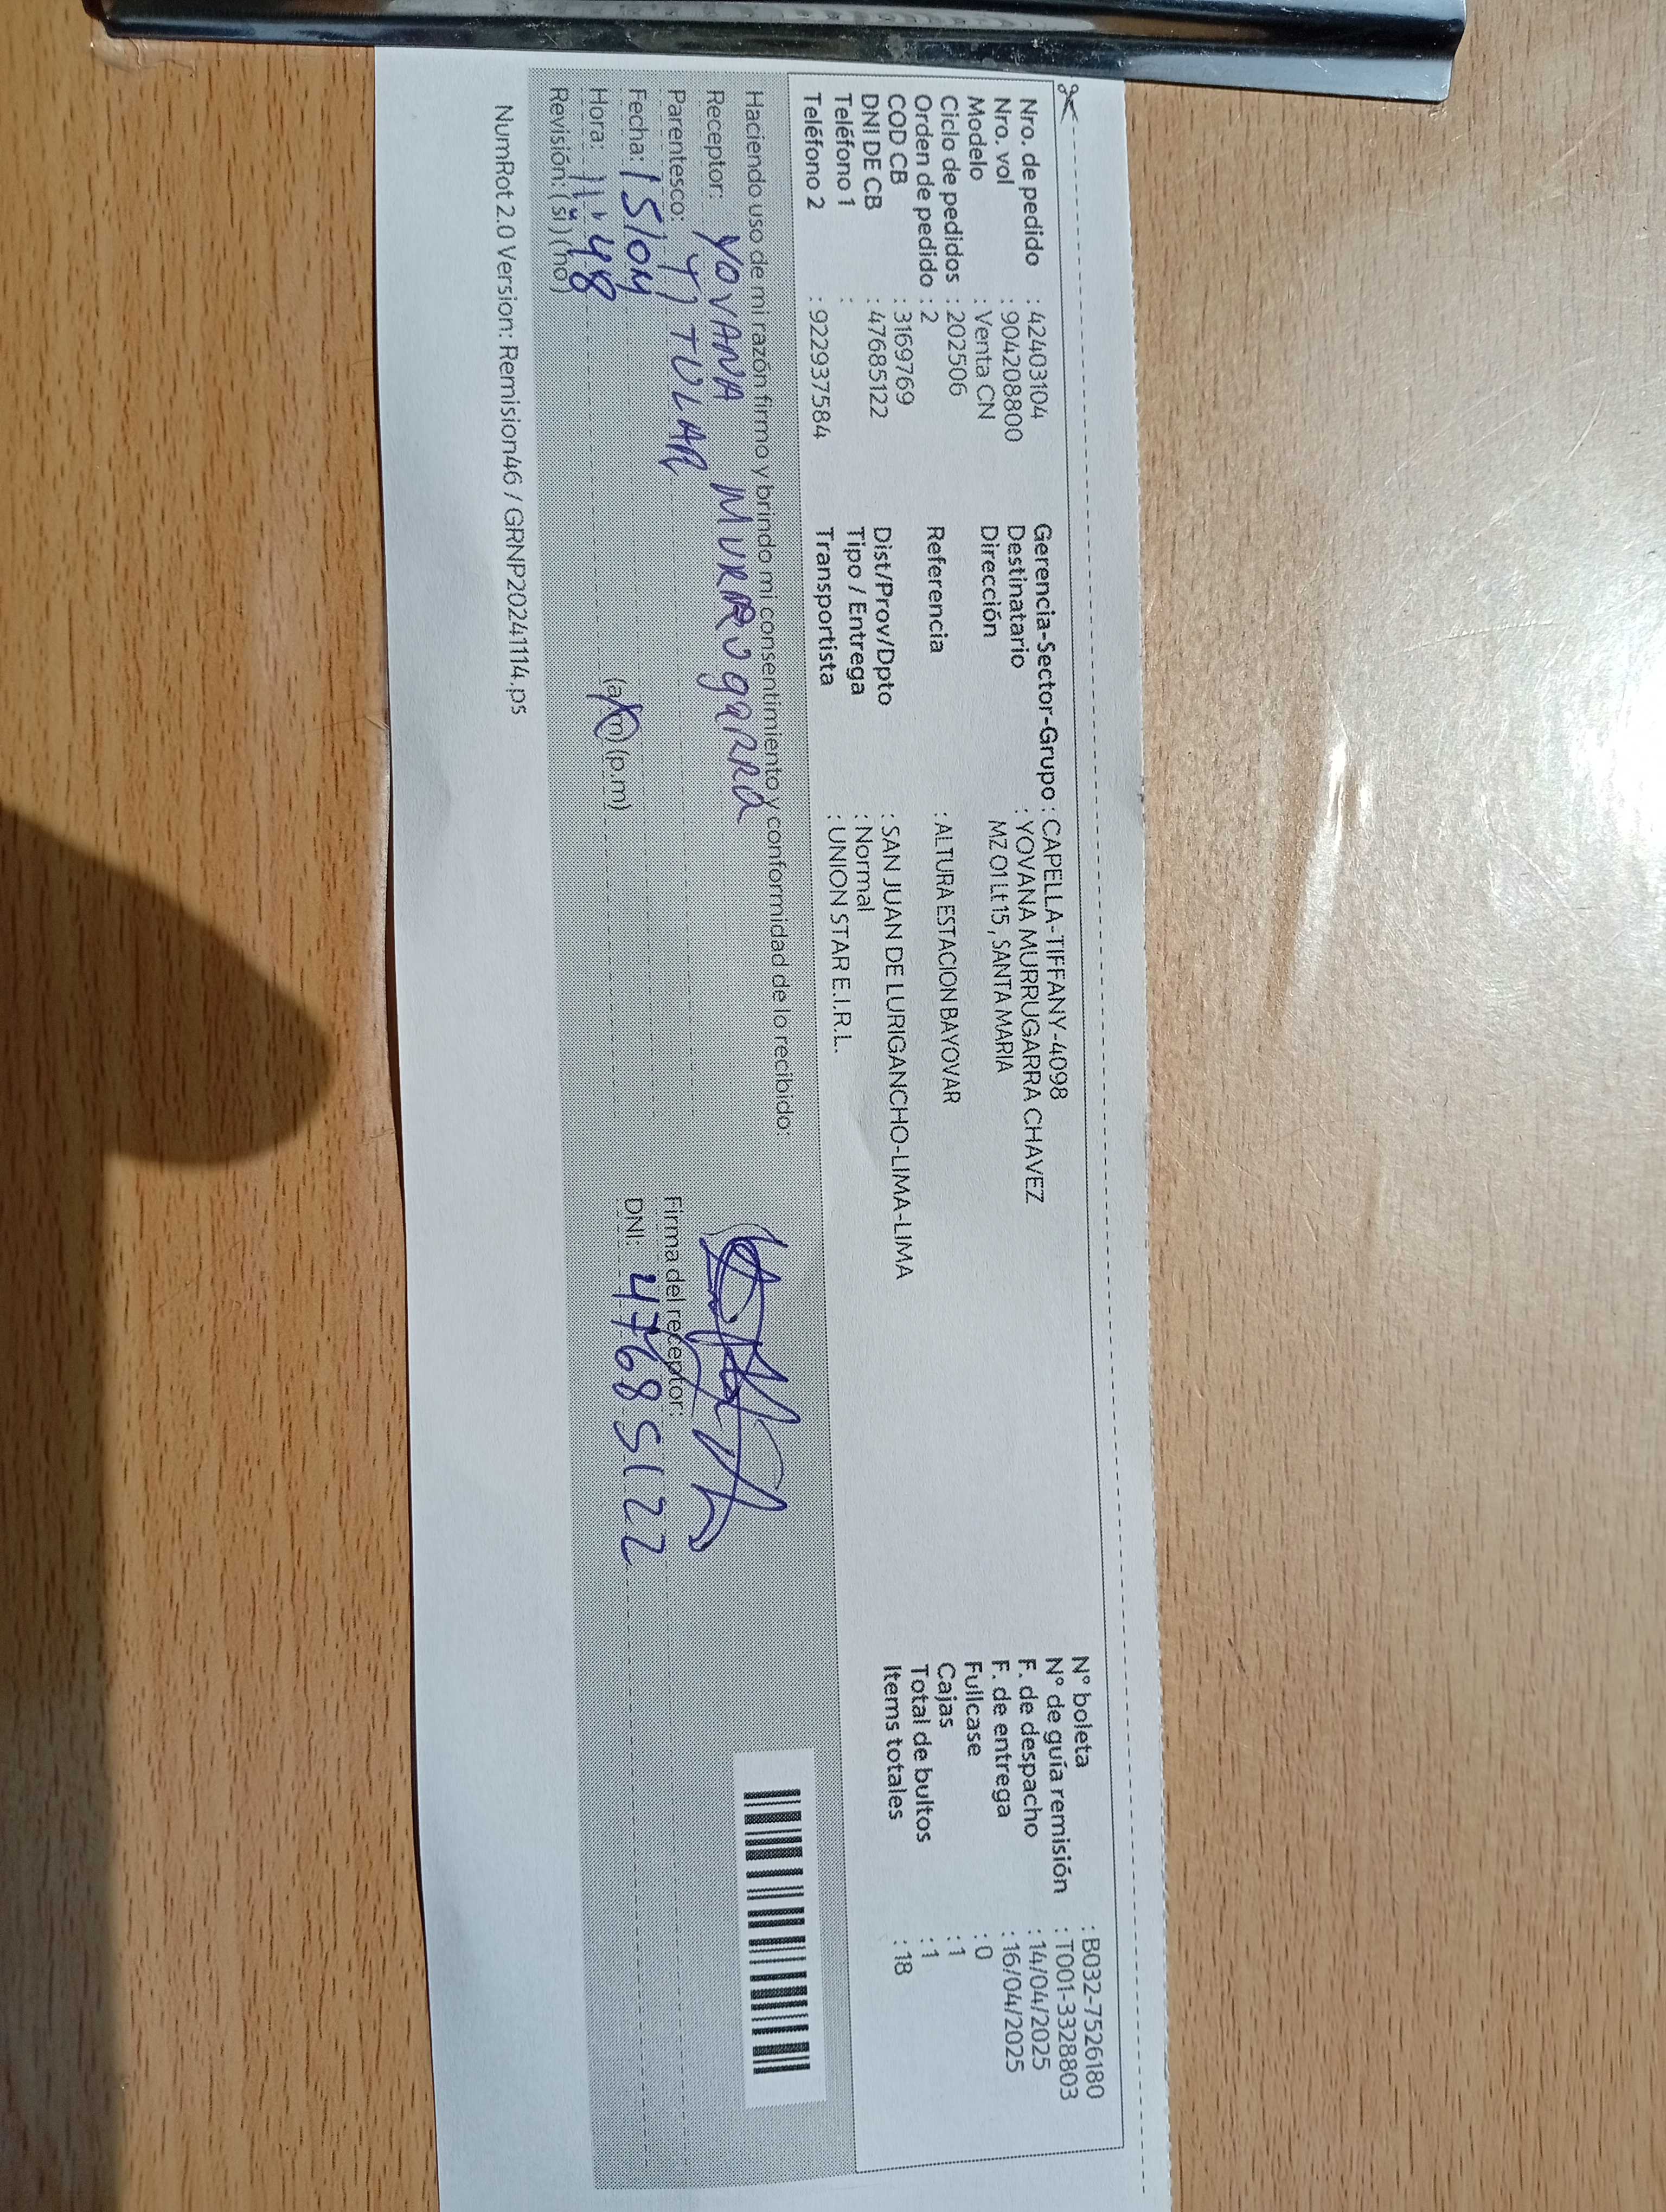 Nro. de pedido : 42403104
Nro. vol : 904208800
Modelo : Venta CN
Ciclo de pedidos : 202506
Orden de pedido : 2
COD CB : 3169769
DNI DE CB : 47685122
Teléfono 1 :
Teléfono 2 : 922937584
Gerencia-Sector-Grupo : CAPELLA-TIFFANY-4098
Destinatario : YOVANA MURRUGARRA CHAVEZ
Dirección MZ O1 Lt 15 , SANTA MARIA
Referencia : ALTURA ESTACION BAYOVAR
Dist/Prov/Dpto : SAN JUAN DE LURIGANCHO-LIMA-LIMA
Tipo / Entrega : Normal
Transportista : UNION STAR E.I.R.L.
N° boleta : B032-7526180
N° de guía remisión : T001-3328803
F. de despacho : 14/04/2025
F. de entrega : 16/04/2025
Fullcase : 0
Cajas : 1
Total de bultos : 1
Items totales : 18
Haciendo uso de mi razón firmo y brindo mi consentimiento y conformidad de lo recibido:
Receptor: YOVANA MURRUgaRRa
Parentesco: YI TULAR
Fecha: 15/04
Hora: 11:48 (a.m) (p.m)
Revisión: (si) (no)
Firma del receptor:
DNI: 47685122
NumRot 2.0 Version: Remision46 / GRNP20241114.ps